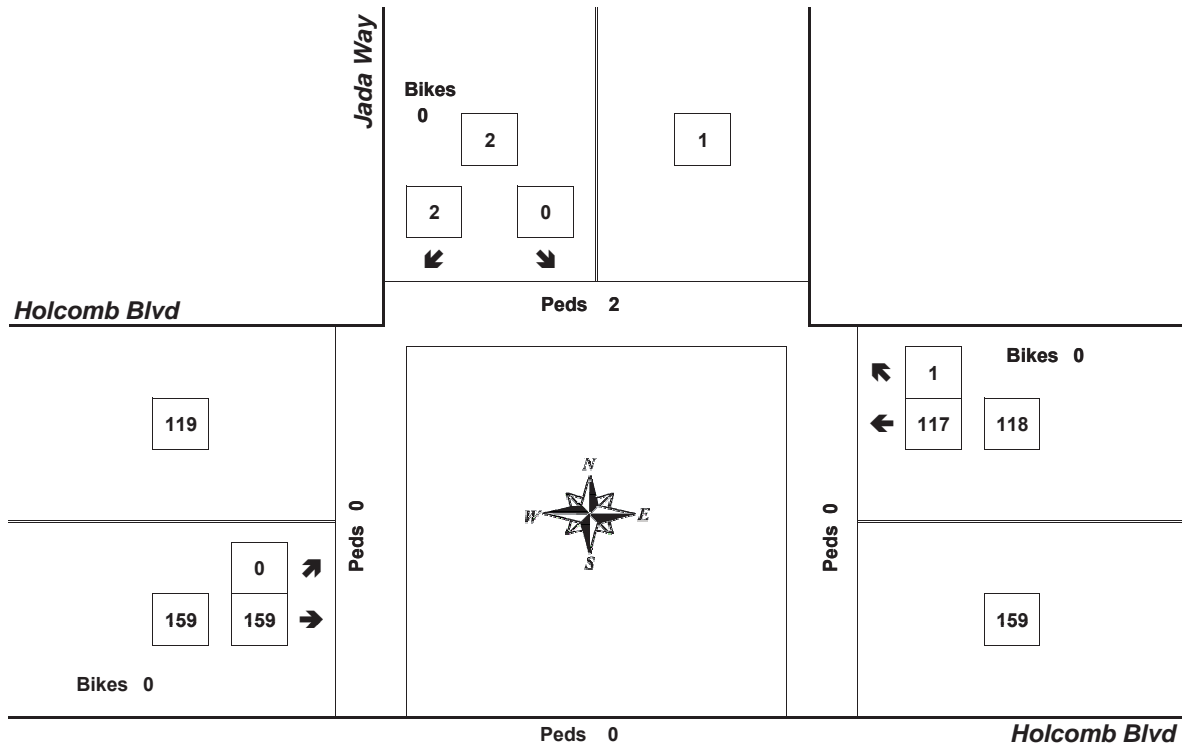 Jada Way
Bikes
0
2
1
2
0
Peds 2
Holcomb Blvd
Bikes 0
1
119
117
118
N
W
E
S
Peds 0
Peds 0
0
159
159
159
Bikes 0
Peds 0
Holcomb Blvd